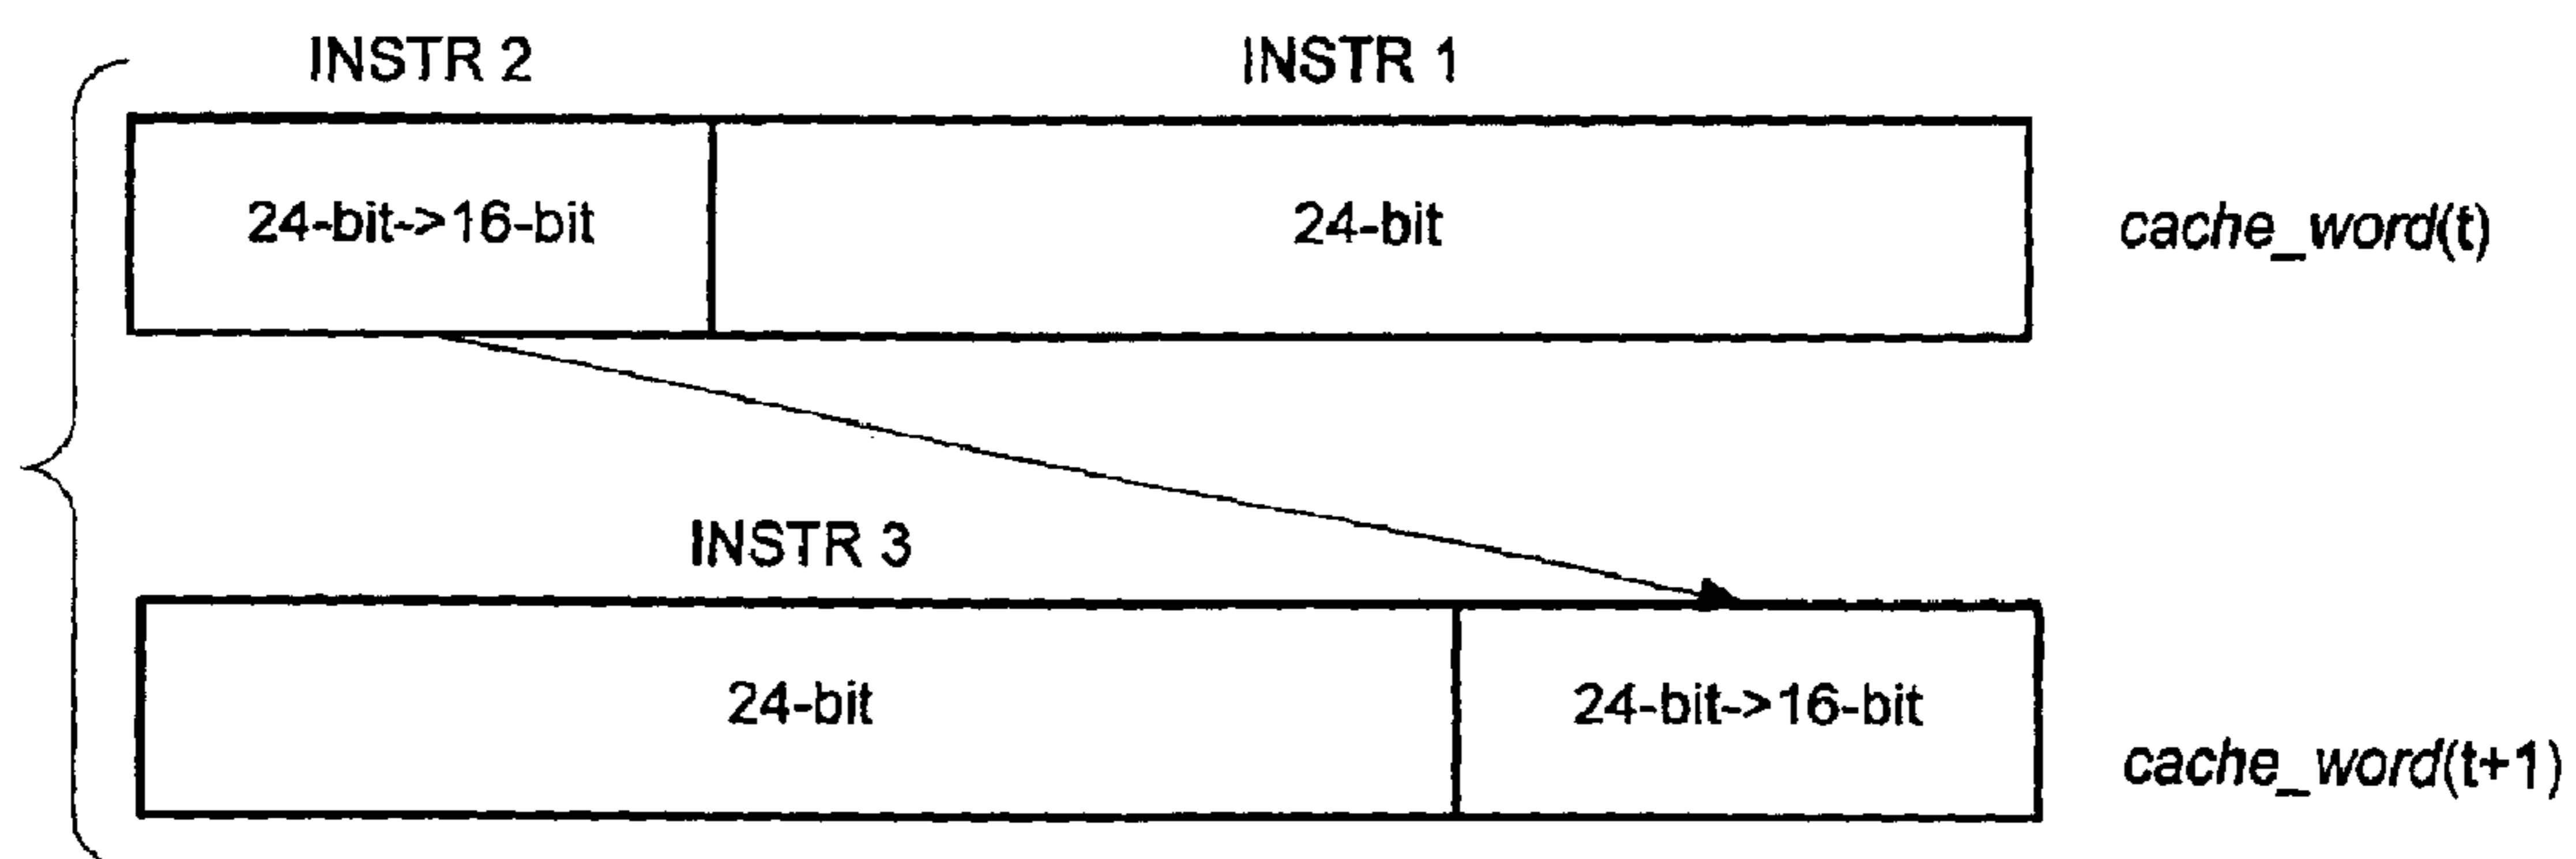 INSTR 2 INSTR 1
24-bit->16-bit 24-bit cache_word(t)
INSTR 3
24-bit 24-bit->16-bit
cache_word(t+1)